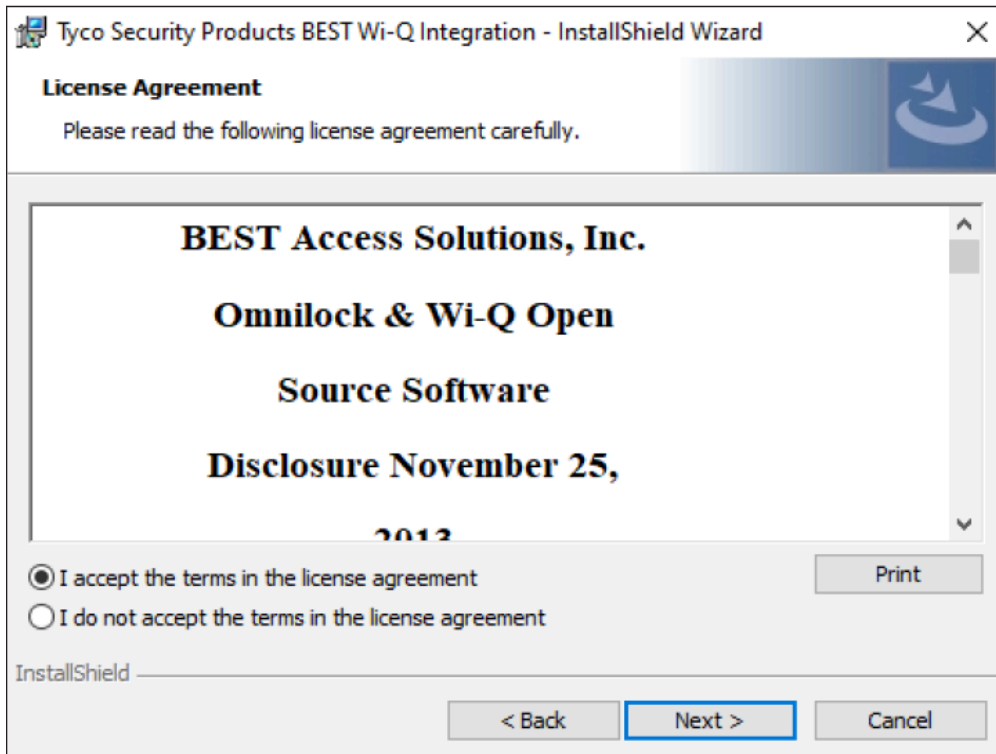 Tyco Security Products BEST Wi-Q Integration - InstallShield Wizard
License Agreement
Please read the following license agreement carefully.
BEST Access Solutions, Inc.
Omnilock & Wi-Q Open
Source Software
Disclosure November 25,
2013
I accept the terms in the license agreement
Print
I do not accept the terms in the license agreement
InstallShield
< Back
Next >
Cancel